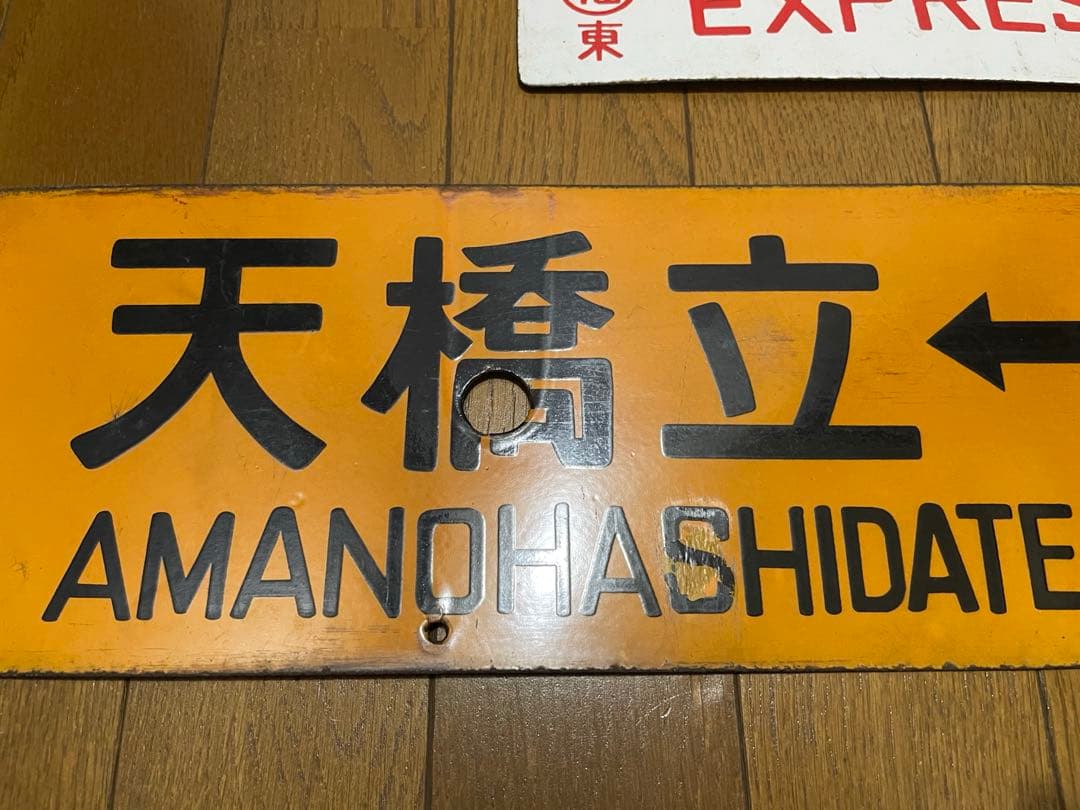 東 EXPRES
天橋立 ←
AMANOHASHIDATE